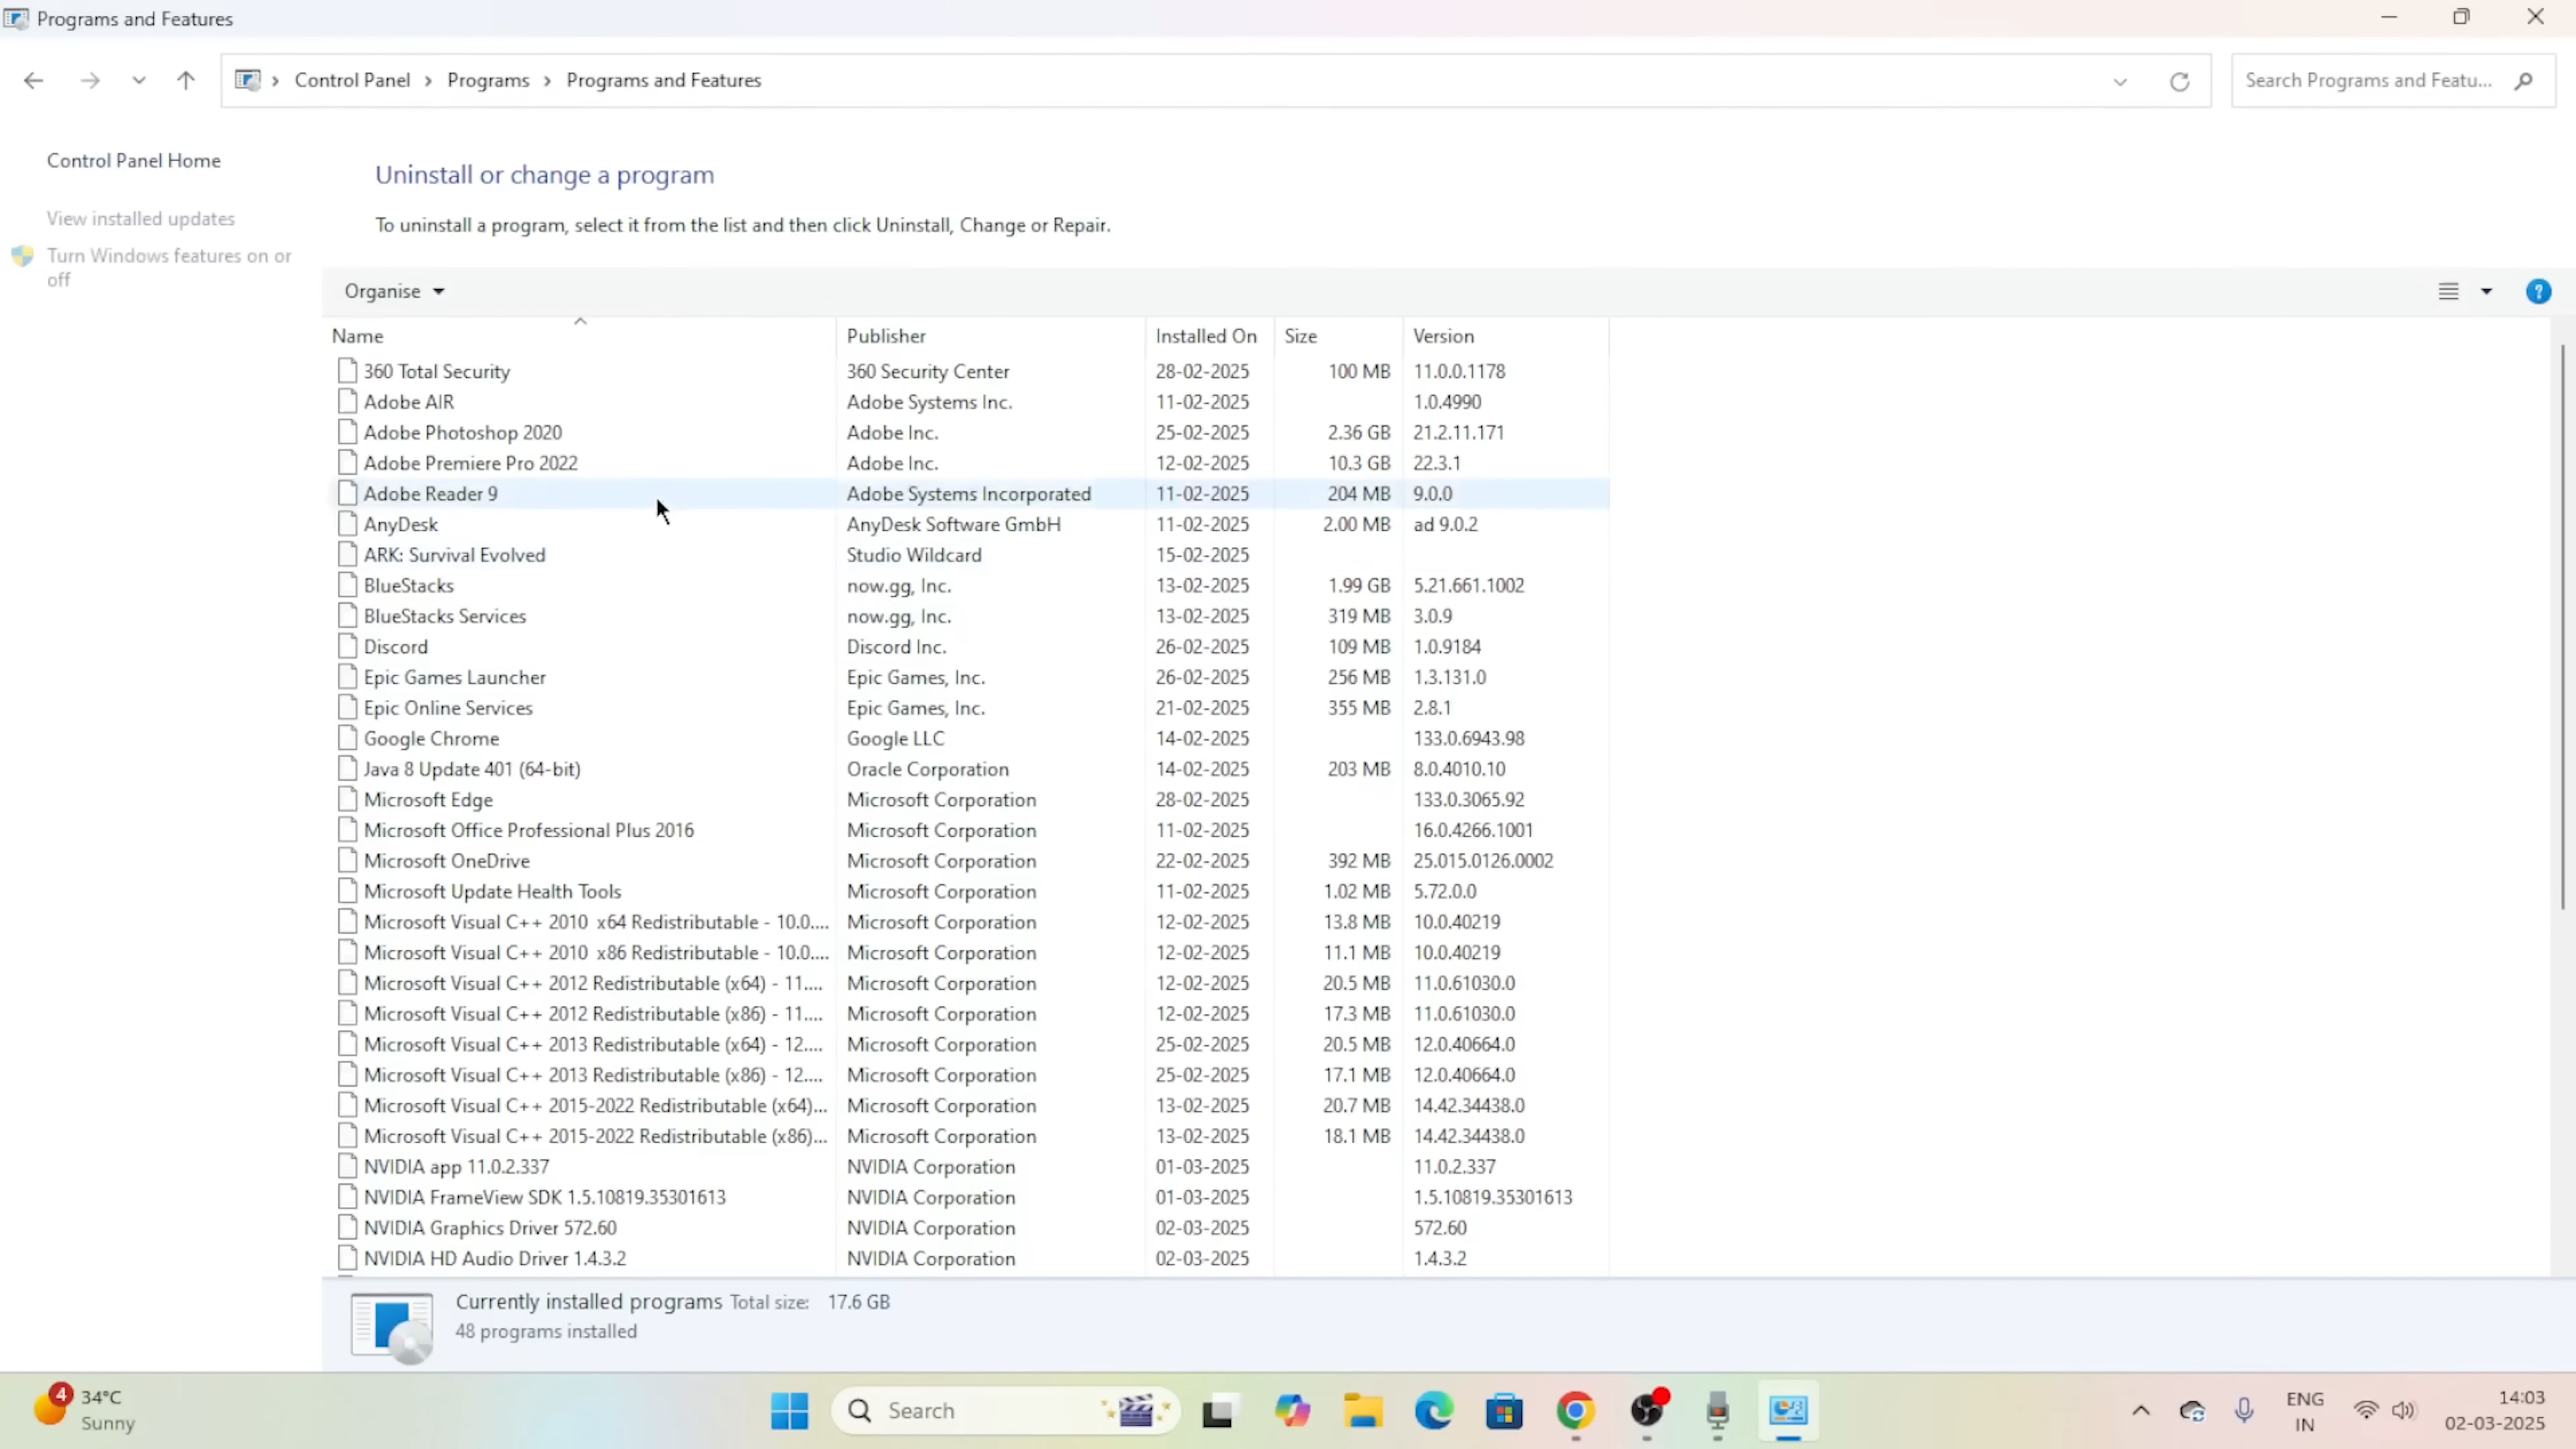 Programs and Features
Control Panel > Programs > Programs and Features
Search Programs and Featu...
Control Panel Home
View installed updates
Turn Windows features on or
off
Uninstall or change a program
To uninstall a program, select it from the list and then click Uninstall, Change or Repair.
Organise
Name Publisher Installed On Size Version
360 Total Security 360 Security Center 28-02-2025 100 MB 11.0.0.1178
Adobe AIR Adobe Systems Inc. 11-02-2025 1.0.4990
Adobe Photoshop 2020 Adobe Inc. 25-02-2025 2.36 GB 21.2.11.171
Adobe Premiere Pro 2022 Adobe Inc. 12-02-2025 10.3 GB 22.3.1
Adobe Reader 9 Adobe Systems Incorporated 11-02-2025 204 MB 9.0.0
AnyDesk AnyDesk Software GmbH 11-02-2025 2.00 MB ad 9.0.2
ARK: Survival Evolved Studio Wildcard 15-02-2025
BlueStacks now.gg, Inc. 13-02-2025 1.99 GB 5.21.661.1002
BlueStacks Services now.gg, Inc. 13-02-2025 319 MB 3.0.9
Discord Discord Inc. 26-02-2025 109 MB 1.0.9184
Epic Games Launcher Epic Games, Inc. 26-02-2025 256 MB 1.3.131.0
Epic Online Services Epic Games, Inc. 21-02-2025 355 MB 2.8.1
Google Chrome Google LLC 14-02-2025 133.0.6943.98
Java 8 Update 401 (64-bit) Oracle Corporation 14-02-2025 203 MB 8.0.4010.10
Microsoft Edge Microsoft Corporation 28-02-2025 133.0.3065.92
Microsoft Office Professional Plus 2016 Microsoft Corporation 11-02-2025 16.0.4266.1001
Microsoft OneDrive Microsoft Corporation 22-02-2025 392 MB 25.015.0126.0002
Microsoft Update Health Tools Microsoft Corporation 11-02-2025 1.02 MB 5.72.0.0
Microsoft Visual C++ 2010 x64 Redistributable - 10.0.... Microsoft Corporation 12-02-2025 13.8 MB 10.0.40219
Microsoft Visual C++ 2010 x86 Redistributable - 10.0.... Microsoft Corporation 12-02-2025 11.1 MB 10.0.40219
Microsoft Visual C++ 2012 Redistributable (x64) - 11.... Microsoft Corporation 12-02-2025 20.5 MB 11.0.61030.0
Microsoft Visual C++ 2012 Redistributable (x86) - 11.... Microsoft Corporation 12-02-2025 17.3 MB 11.0.61030.0
Microsoft Visual C++ 2013 Redistributable (x64) - 12.... Microsoft Corporation 25-02-2025 20.5 MB 12.0.40664.0
Microsoft Visual C++ 2013 Redistributable (x86) - 12.... Microsoft Corporation 25-02-2025 17.1 MB 12.0.40664.0
Microsoft Visual C++ 2015-2022 Redistributable (x64)... Microsoft Corporation 13-02-2025 20.7 MB 14.42.34438.0
Microsoft Visual C++ 2015-2022 Redistributable (x86)... Microsoft Corporation 13-02-2025 18.1 MB 14.42.34438.0
NVIDIA app 11.0.2.337 NVIDIA Corporation 01-03-2025 11.0.2.337
NVIDIA FrameView SDK 1.5.10819.35301613 NVIDIA Corporation 01-03-2025 1.5.10819.35301613
NVIDIA Graphics Driver 572.60 NVIDIA Corporation 02-03-2025 572.60
NVIDIA HD Audio Driver 1.4.3.2 NVIDIA Corporation 02-03-2025 1.4.3.2
Currently installed programs Total size: 17.6 GB
48 programs installed
4 34°C
Sunny
Search
ENG
IN
14:03
02-03-2025